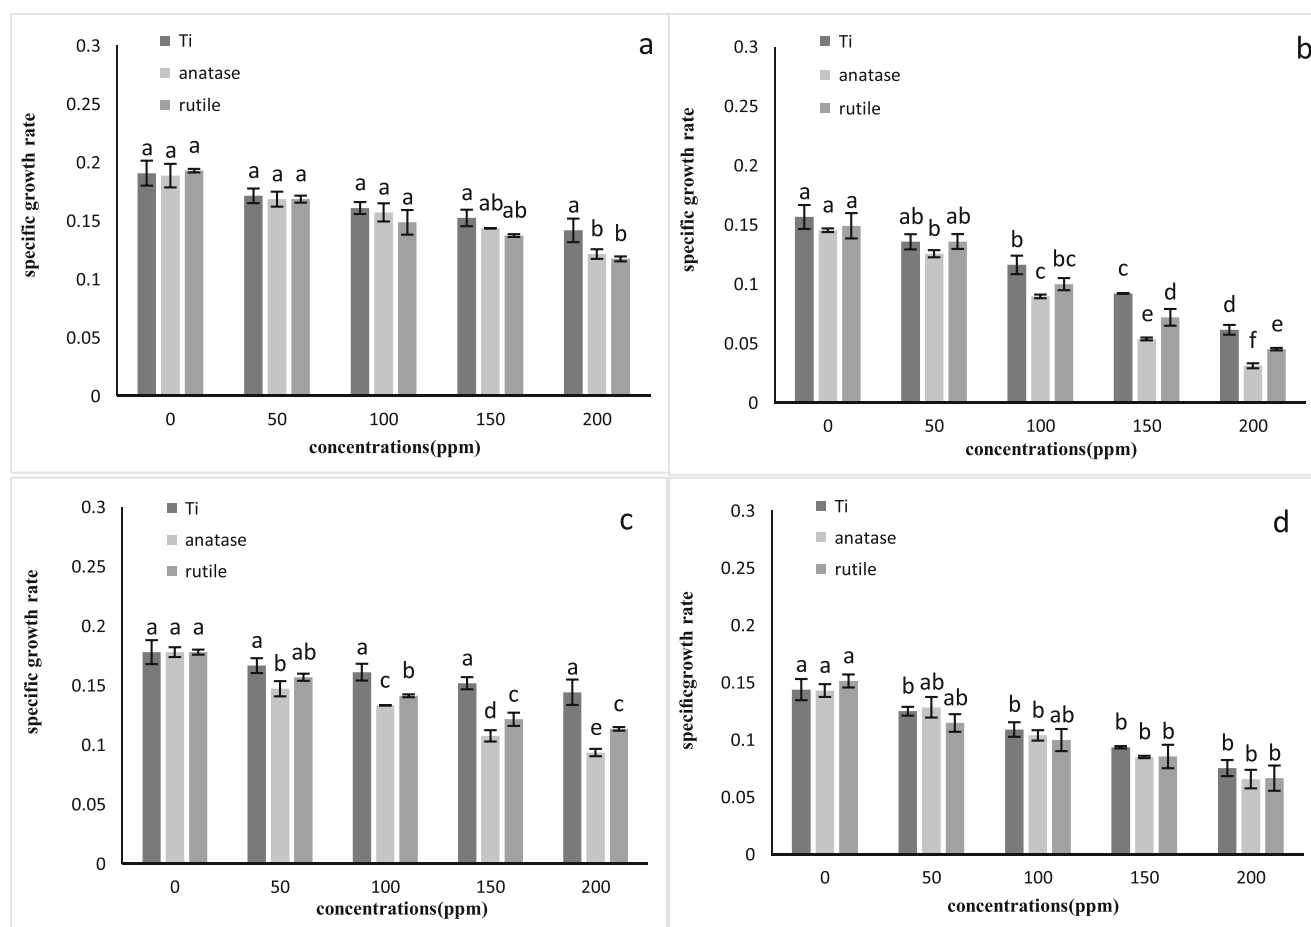 a
0.3
0.25
0.2
0.15
0.1
0.05
0
Ti
anatase
rutile
a a a
a a a
a a a
a ab ab
a b b
0 50 100 150 200
specific growth rate
concentrations(ppm)
b
0.3
0.25
0.2
0.15
0.1
0.05
0
Ti
anatase
rutile
a a a
ab b ab
b c bc
c e d
d f e
0 50 100 150 200
specific growth rate
concentrations(ppm)
c
0.3
0.25
0.2
0.15
0.1
0.05
0
Ti
anatase
rutile
a a a
a b ab
a c b
a d c
a e c
0 50 100 150 200
specific growth rate
concentrations(ppm)
d
0.3
0.25
0.2
0.15
0.1
0.05
0
Ti
anatase
rutile
a a a
b ab ab
b b ab
b b b
b b b
0 50 100 150 200
specificgrowth rate
concentrations(ppm)